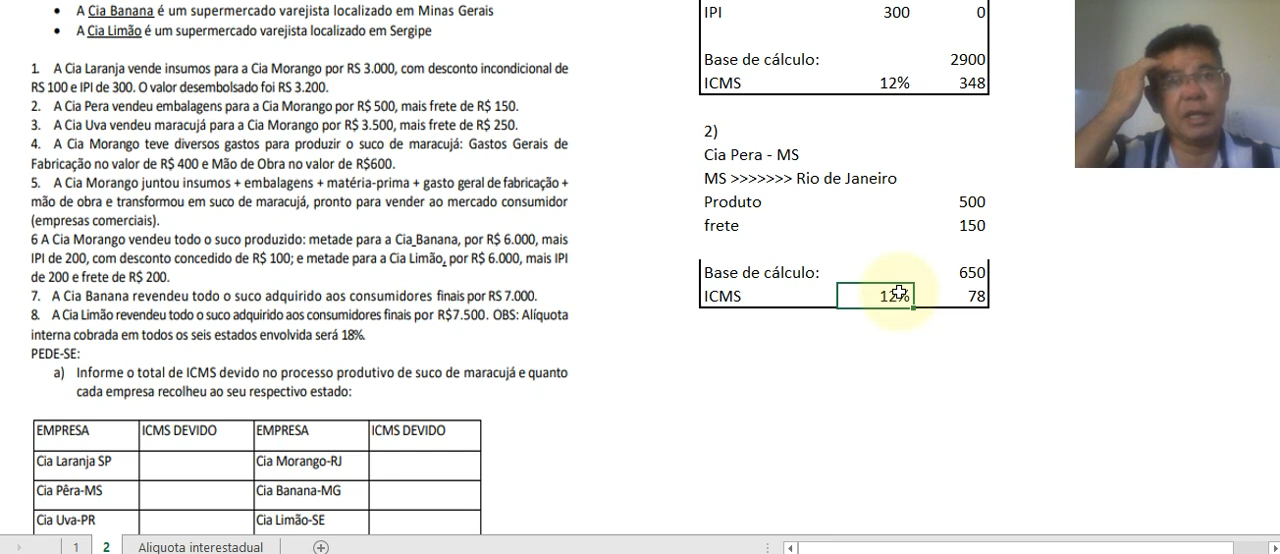 • A Cia Banana é um supermercado varejista localizado em Minas Gerais
• A Cia Limão é um supermercado varejista localizado em Sergipe
1. A Cia Laranja vende insumos para a Cia Morango por RS 3.000, com desconto incondicional de
RS 100 e IPI de 300. O valor desembolsado foi RS 3.200.
2. A Cia Pera vendeu embalagens para a Cia Morango por R$ 500, mais frete de R$ 150.
3. A Cia Uva vendeu maracujá para a Cia Morango por R$ 3.500, mais frete de R$ 250.
4. A Cia Morango teve diversos gastos para produzir o suco de maracujá: Gastos Gerais de
Fabricação no valor de R$ 400 e Mão de Obra no valor de R$600.
5. A Cia Morango juntou insumos + embalagens + matéria-prima + gasto geral de fabricação +
mão de obra e transformou em suco de maracujá, pronto para vender ao mercado consumidor
(empresas comerciais).
6 A Cia Morango vendeu todo o suco produzido: metade para a Cia Banana, por R$ 6.000, mais
IPI de 200, com desconto concedido de R$ 100; e metade para a Cia Limão, por R$ 6.000, mais IPI
de 200 e frete de R$ 200.
7. A Cia Banana revendeu todo o suco adquirido aos consumidores finais por RS 7.000.
8. A Cia Limão revendeu todo o suco adquirido aos consumidores finais por R$7.500. OBS: Alíquota
interna cobrada em todos os seis estados envolvida será 18%.
PEDE-SE:
a) Informe o total de ICMS devido no processo produtivo de suco de maracujá e quanto
cada empresa recolheu ao seu respectivo estado:
EMPRESA ICMS DEVIDO EMPRESA ICMS DEVIDO
Cia Laranja SP Cia Morango-RJ
Cia Pêra-MS Cia Banana-MG
Cia Uva-PR Cia Limão-SE
IPI 300 0
Base de cálculo: 2900
ICMS 12% 348
2)
Cia Pera - MS
MS >>>>>>> Rio de Janeiro
Produto 500
frete 150
Base de cálculo: 650
ICMS 12% 78
1 2 Aliquota interestadual